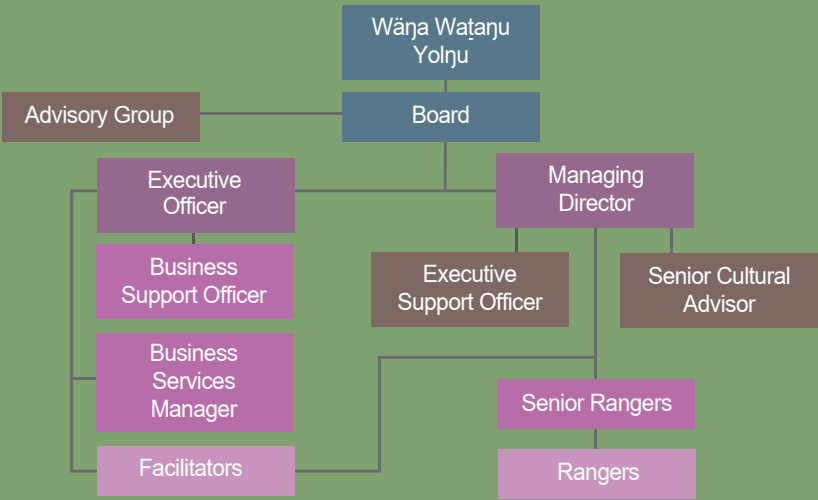 Wäŋa Waṯaŋu
Yolŋu
Advisory Group
Board
Executive
Officer
Managing
Director
Business
Support Officer
Executive
Support Officer
Senior Cultural
Advisor
Business
Services
Manager
Senior Rangers
Facilitators
Rangers